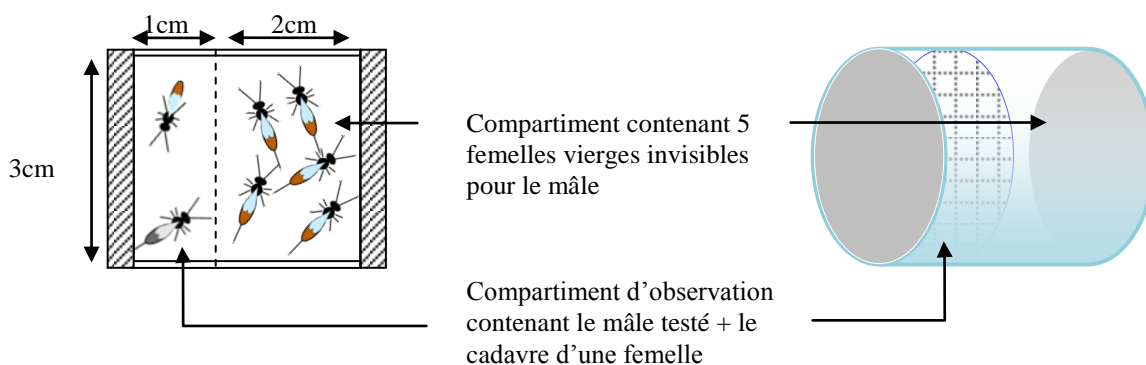 1cm
2cm
3cm
Compartiment contenant 5
femelles vierges invisibles
pour le mâle
Compartiment d’observation
contenant le mâle testé + le
cadavre d’une femelle